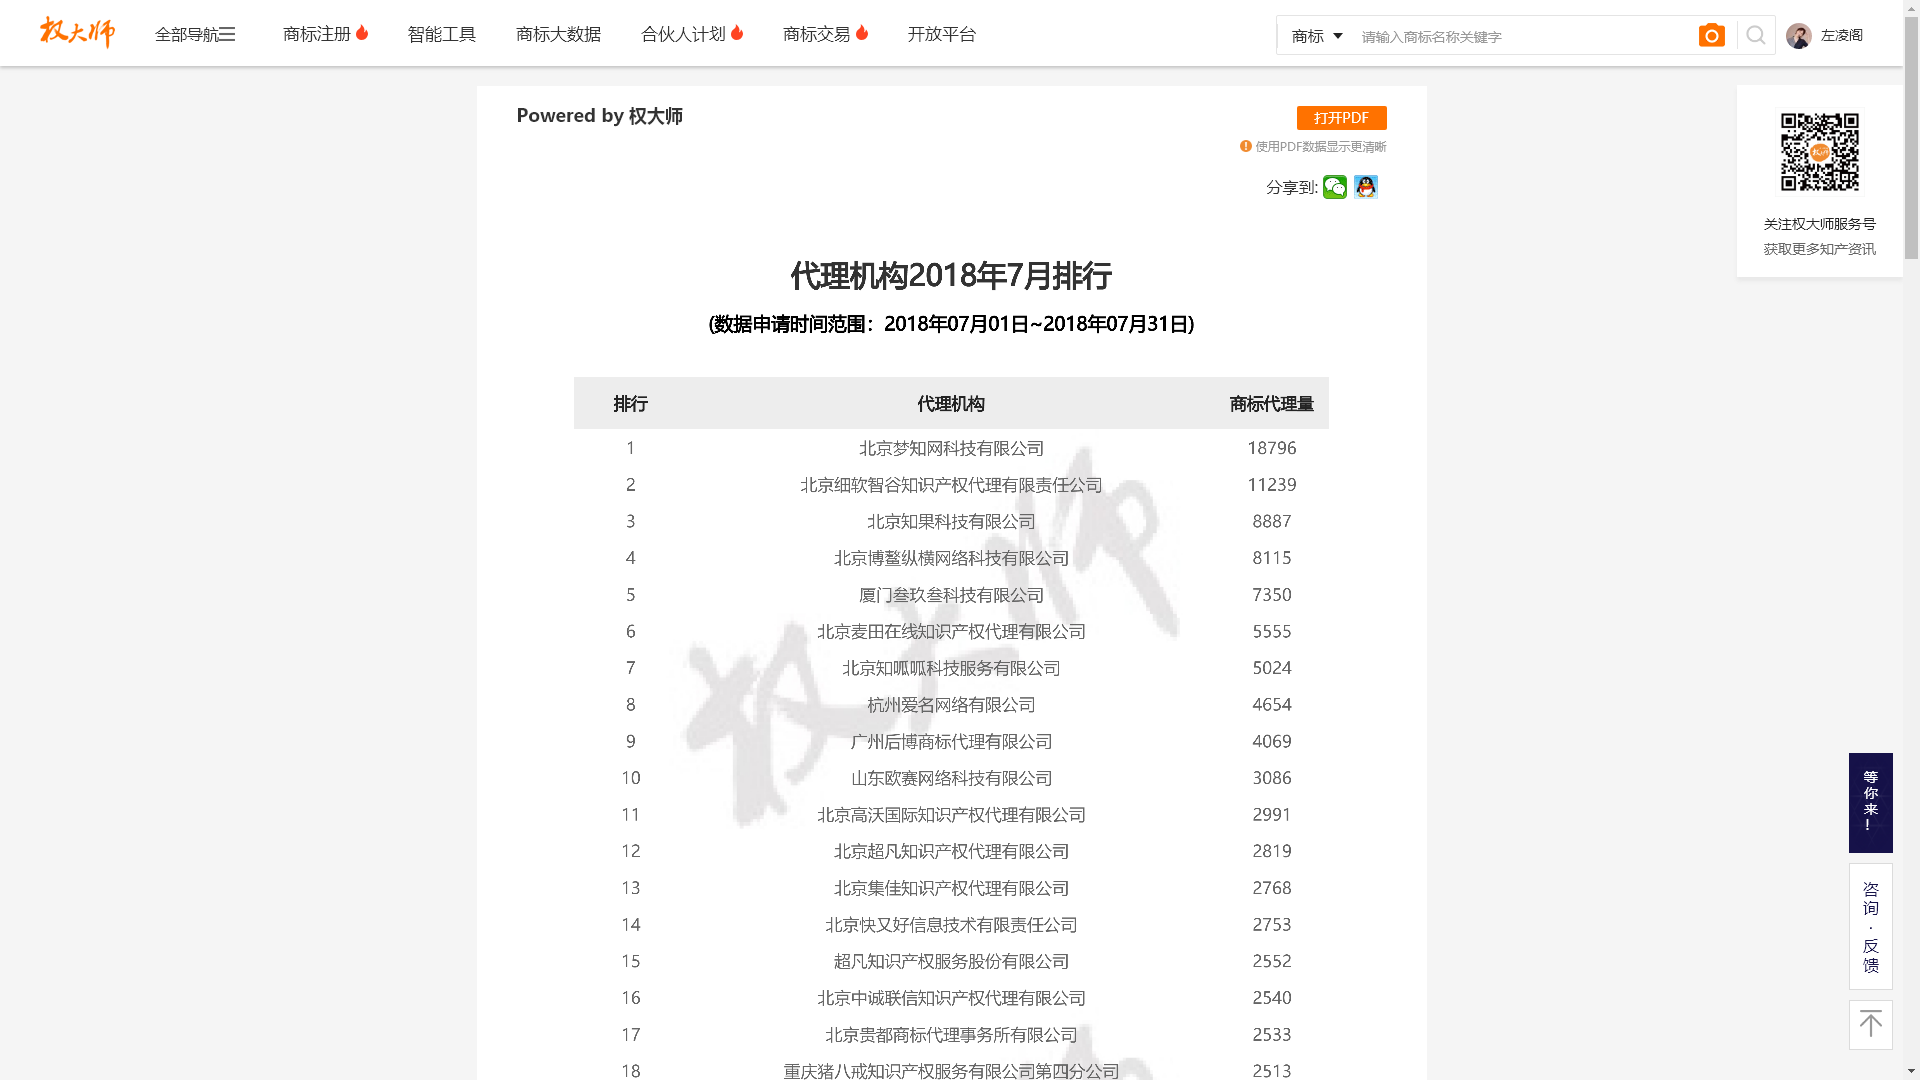 权大师 全部导航 商标注册 智能工具 商标大数据 合伙人计划 商标交易 开放平台 商标 请输入商标名称关键字 左凌阁
Powered by 权大师
打开PDF
使用PDF数据显示更清晰
分享到:
关注权大师服务号
获取更多知产资讯
代理机构2018年7月排行
(数据申请时间范围：2018年07月01日~2018年07月31日)
排行 代理机构 商标代理量
1 北京梦知网科技有限公司 18796
2 北京细软智谷知识产权代理有限责任公司 11239
3 北京知果科技有限公司 8887
4 北京博鳌纵横网络科技有限公司 8115
5 厦门叁玖叁科技有限公司 7350
6 北京麦田在线知识产权代理有限公司 5555
7 北京知呱呱科技服务有限公司 5024
8 杭州爱名网络有限公司 4654
9 广州后博商标代理有限公司 4069
10 山东欧赛网络科技有限公司 3086
11 北京高沃国际知识产权代理有限公司 2991
12 北京超凡知识产权代理有限公司 2819
13 北京集佳知识产权代理有限公司 2768
14 北京快又好信息技术有限责任公司 2753
15 超凡知识产权服务股份有限公司 2552
16 北京中诚联信知识产权代理有限公司 2540
17 北京贵都商标代理事务所有限公司 2533
18 重庆猪八戒知识产权服务有限公司第四分公司 2513
权大师
等你来！
咨询·反馈